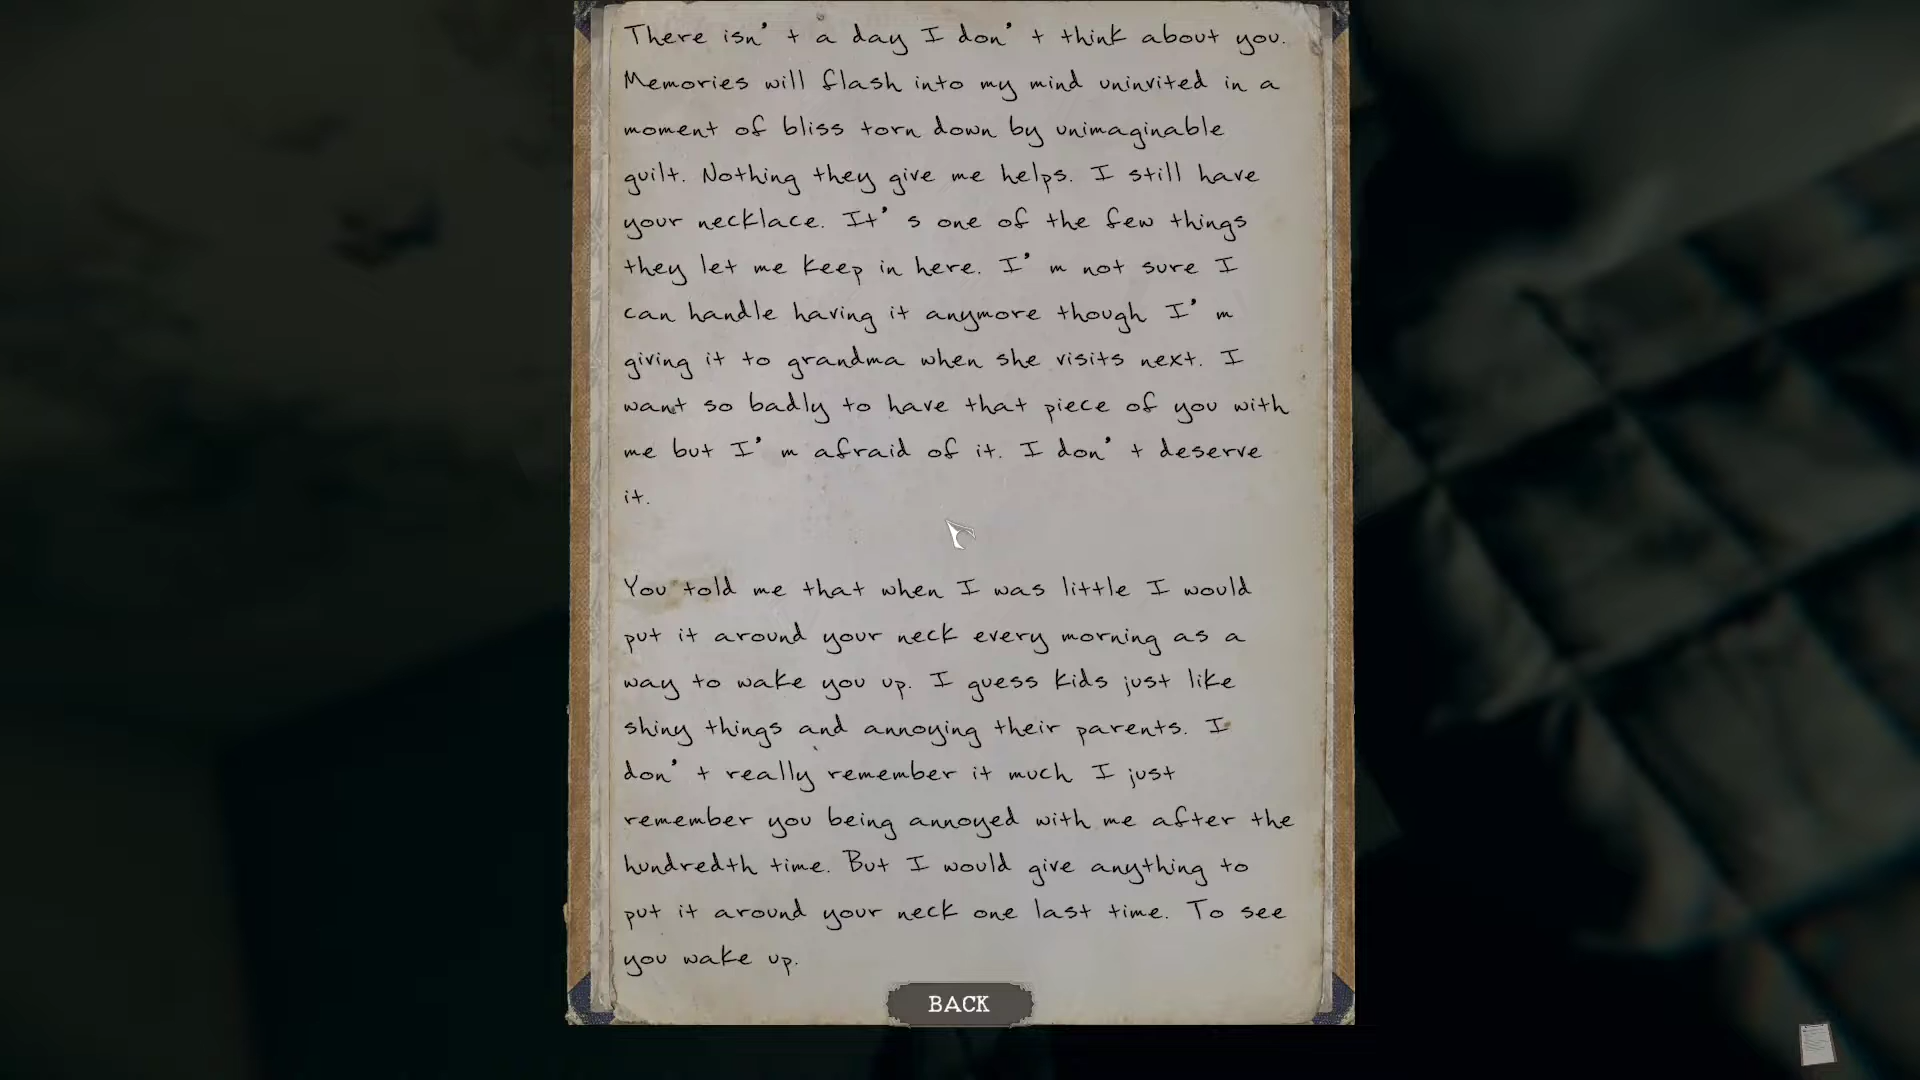 There isn't a day I don't think about you.
Memories will flash into my mind uninvited in a
moment of bliss torn down by unimaginable
guilt. Nothing they give me helps. I still have
your necklace. It's one of the few things
they let me keep in here. I'm not sure I
can handle having it anymore though I'm
giving it to grandma when she visits next. I
want so badly to have that piece of you with
me but I'm afraid of it. I don't deserve
it.
You told me that when I was little I would
put it around your neck every morning as a
way to wake you up. I guess kids just like
shiny things and annoying their parents. I
don't really remember it much I just
remember you being annoyed with me after the
hundredth time. But I would give anything to
put it around your neck one last time. To see
you wake up.
BACK